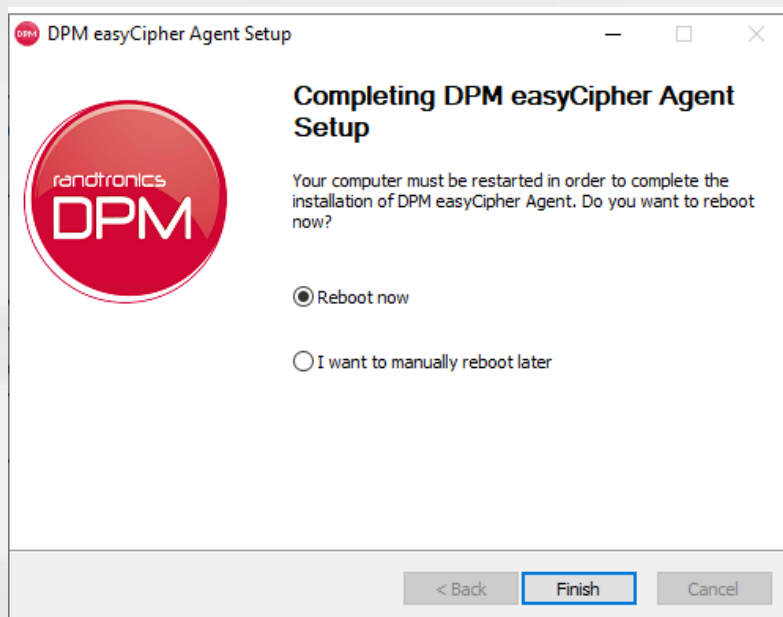 DPM easyCipher Agent Setup
Completing DPM easyCipher Agent
Setup
Your computer must be restarted in order to complete the
installation of DPM easyCipher Agent. Do you want to reboot
now?
randtronics
DPM
Reboot now
I want to manually reboot later
< Back
Finish
Cancel